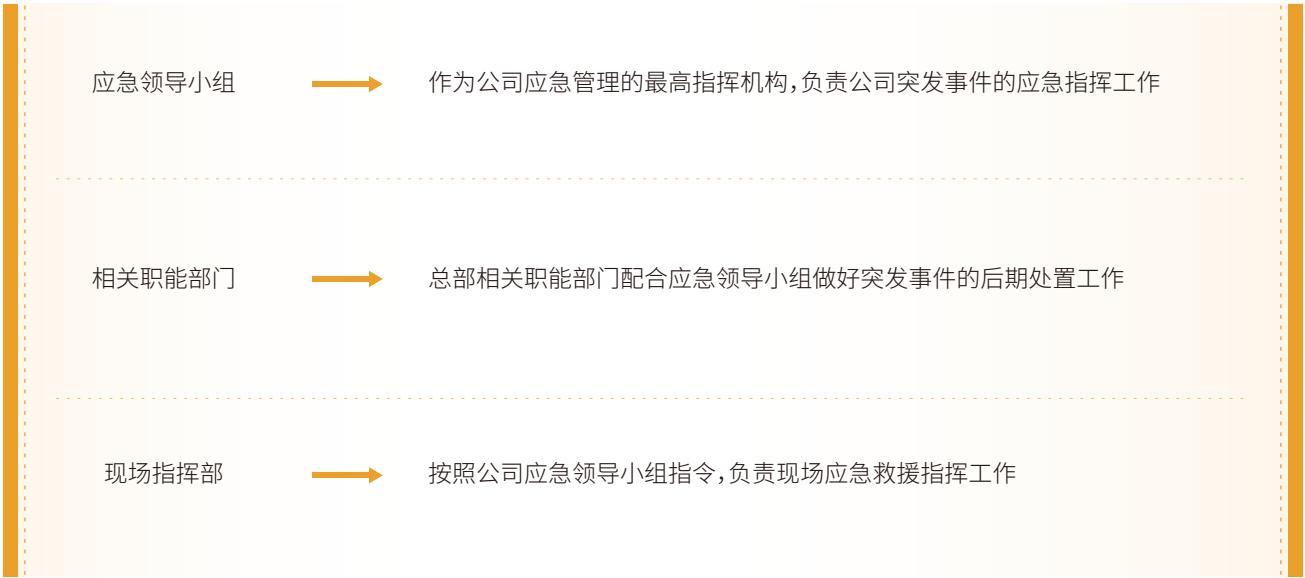 应急领导小组
作为公司应急管理的最高指挥机构,负责公司突发事件的应急指挥工作
相关职能部门
总部相关职能部门配合应急领导小组做好突发事件的后期处置工作
现场指挥部
按照公司应急领导小组指令,负责现场应急救援指挥工作